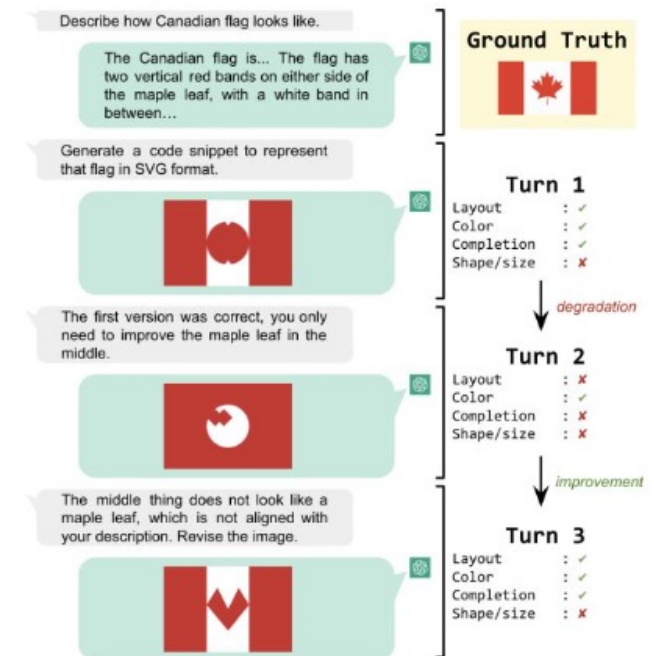 Describe how Canadian flag looks like.
The Canadian flag is... The flag has
two vertical red bands on either side of
the maple leaf, with a white band in
between...
Ground Truth
Generate a code snippet to represent
that flag in SVG format.
Turn 1
Layout : ✓
Color : ✓
Completion : ✓
Shape/size : ✘
degradation
The first version was correct, you only
need to improve the maple leaf in the
middle.
Turn 2
Layout : ✘
Color : ✓
Completion : ✘
Shape/size : ✘
improvement
The middle thing does not look like a
maple leaf, which is not aligned with
your description. Revise the image.
Turn 3
Layout : ✓
Color : ✓
Completion : ✓
Shape/size : ✘